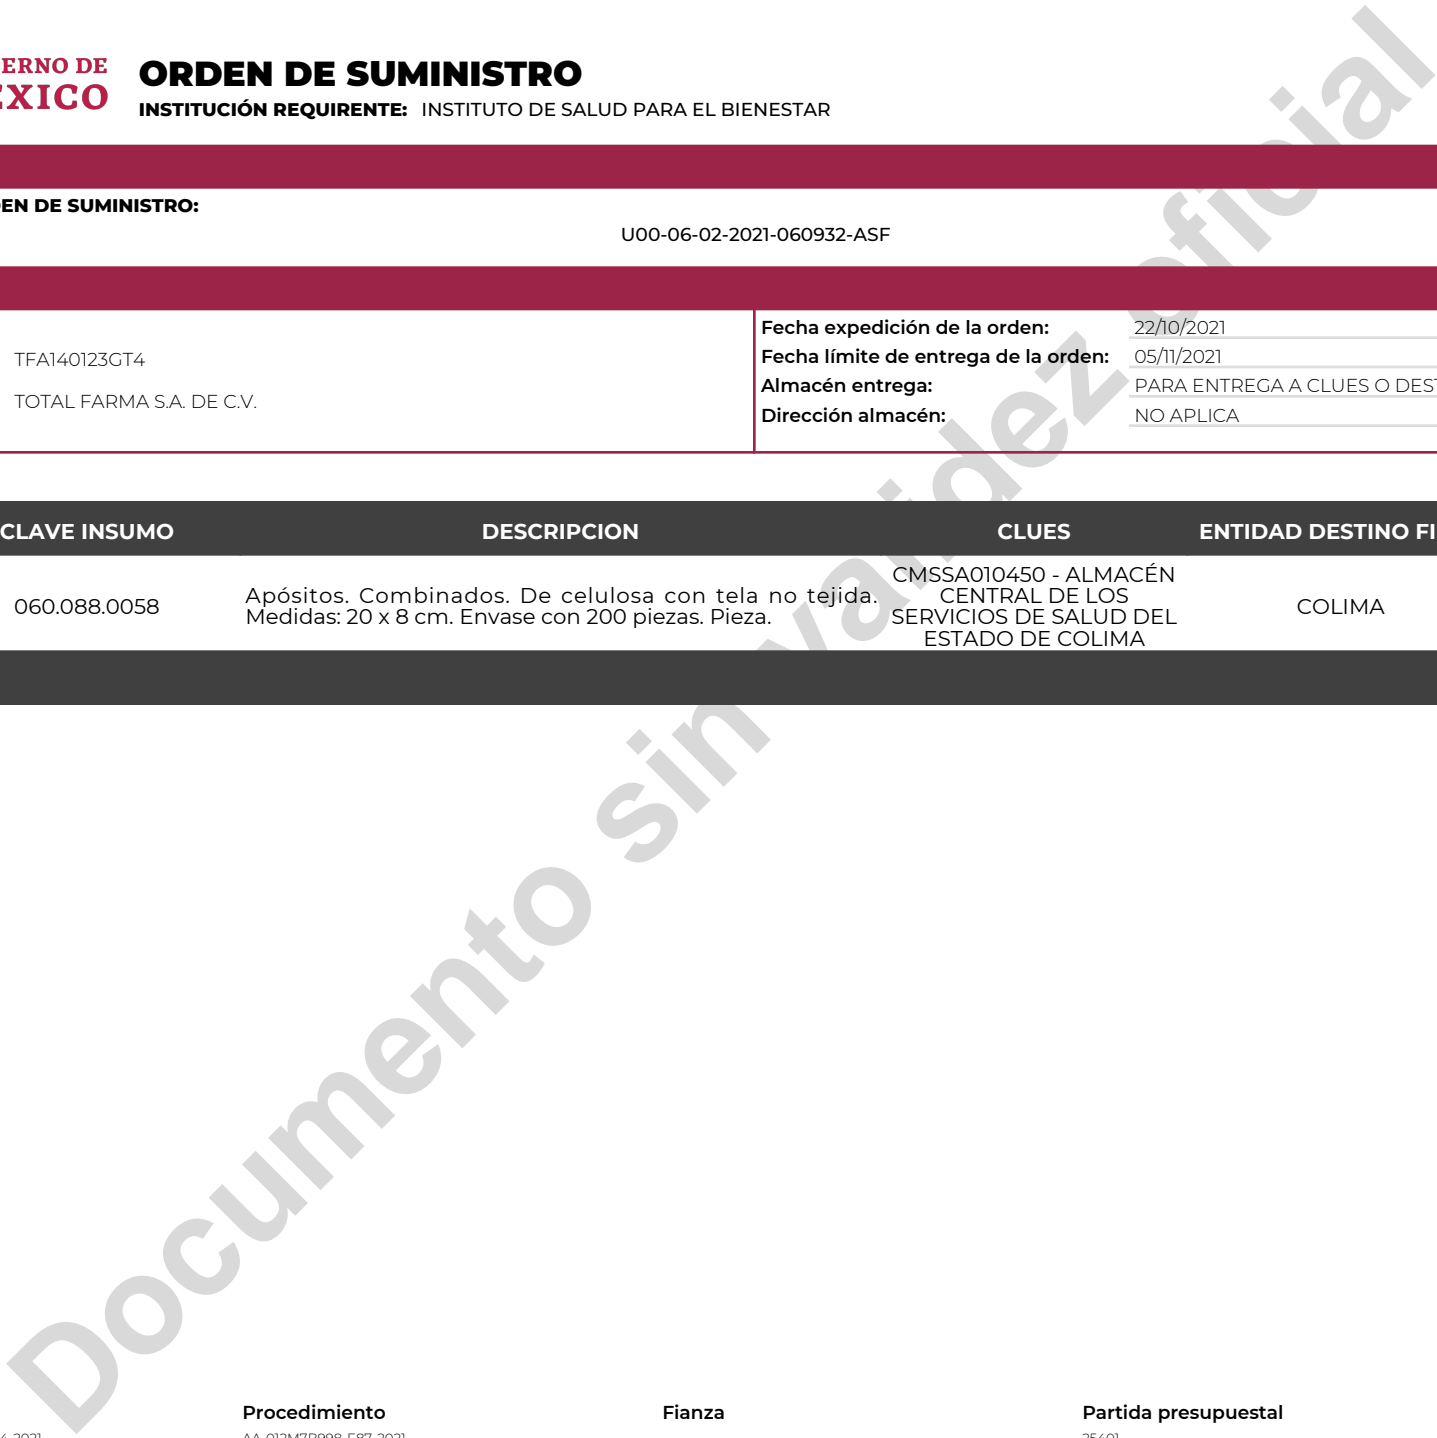 ERNO DE
ORDEN DE SUMINISTRO
INSTITUCIÓN REQUIRENTE: INSTITUTO DE SALUD PARA EL BIENESTAR
EN DE SUMINISTRO:
U00-06-02-2021-060932-ASF
TFA140123GT4
TOTAL FARMA S.A. DE C.V.
Fecha expedición de la orden: 22/10/2021
Fecha límite de entrega de la orden: 05/11/2021
Almacén entrega: PARA ENTREGA A CLUES O DEST
Dirección almacén: NO APLICA
CLAVE INSUMO DESCRIPCION CLUES ENTIDAD DESTINO FI
060.088.0058
Apósitos. Combinados. De celulosa con tela no tejida.
Medidas: 20 x 8 cm. Envase con 200 piezas. Pieza.
CMSSA010450 - ALMACÉN
CENTRAL DE LOS
SERVICIOS DE SALUD DEL
ESTADO DE COLIMA
COLIMA
Documento sin validez oficial
Procedimiento Fianza Partida presupuestal